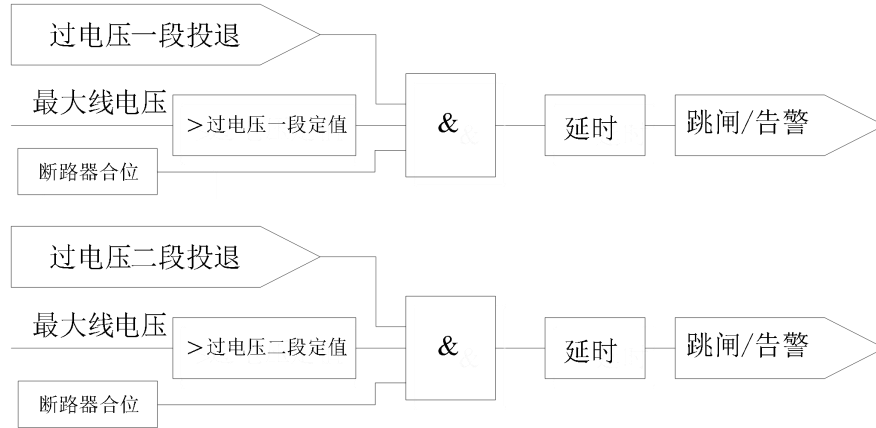 过电压一段投退
最大线电压
>过电压一段定值
断路器合位
&
延时
跳闸/告警
过电压二段投退
最大线电压
>过电压二段定值
断路器合位
&
延时
跳闸/告警